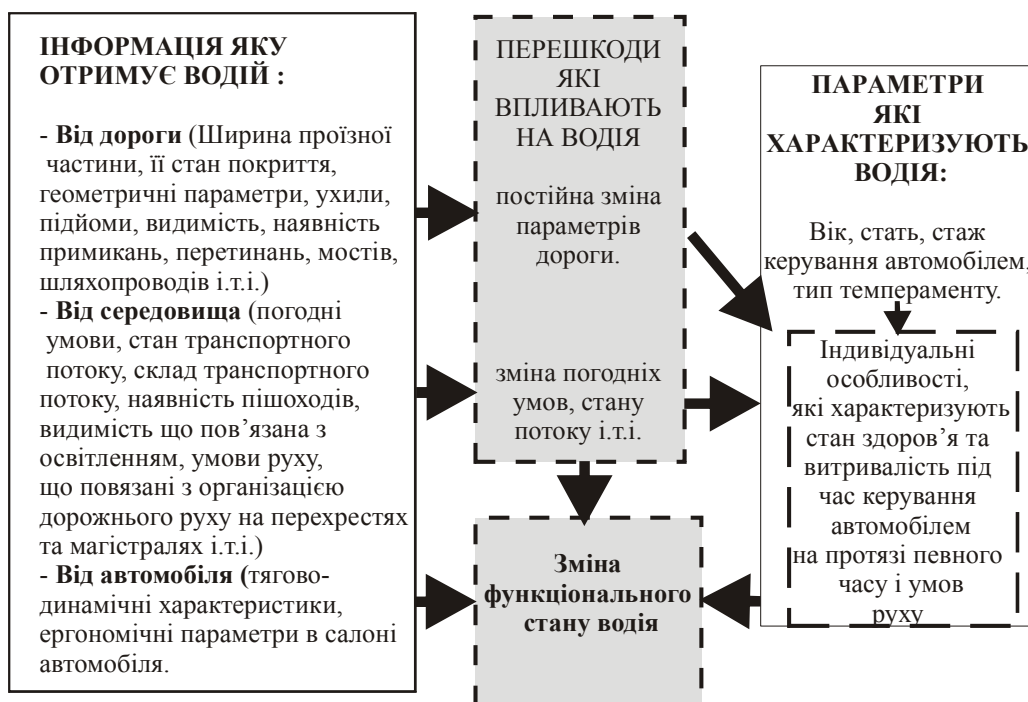 ІНФОРМАЦІЯ ЯКУ
ОТРИМУЄ ВОДІЙ :
- Від дороги (Ширина проїзної
частини, її стан покриття,
геометричні параметри, ухили,
підйоми, видимість, наявність
примикань, перетинань, мостів,
шляхопроводів і.т.і.)
- Від середовища (погодні
умови, стан транспортного
потоку, склад транспортного
потоку, наявність пішоходів,
видимість що пов’язана з
освітленням, умови руху,
що повязані з організацією
дорожнього руху на перехрестях
та магістралях і.т.і.)
- Від автомобіля (тягово-
динамічні характеристики,
ергономічні параметри в салоні
автомобіля.
ПЕРЕШКОДИ
ЯКІ
ВПЛИВАЮТЬ
НА ВОДІЯ
постійна зміна
параметрів
дороги.
зміна погодніх
умов, стану
потоку і.т.і.
Зміна
функціонального
стану водія
ПАРАМЕТРИ
ЯКІ
ХАРАКТЕРИЗУЮТЬ
ВОДІЯ:
Вік, стать, стаж
керування автомобілем,
тип темпераменту.
Індивідуальні
особливості,
які характеризують
стан здоров’я та
витривалість під
час керування
автомобілем
на протязі певного
часу і умов
руху